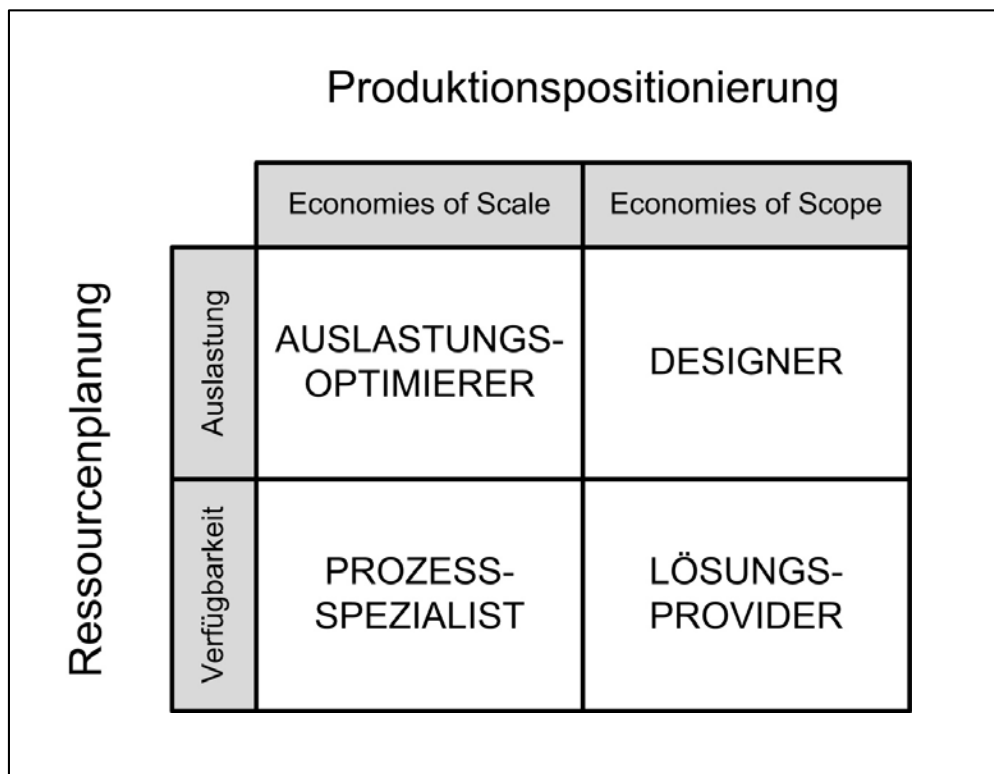 Produktionspositionierung
Economies of Scale
Economies of Scope
Ressourcenplanung
Auslastung
AUSLASTUNGS-
OPTIMIERER
DESIGNER
Verfügbarkeit
PROZESS-
SPEZIALIST
LÖSUNGS-
PROVIDER